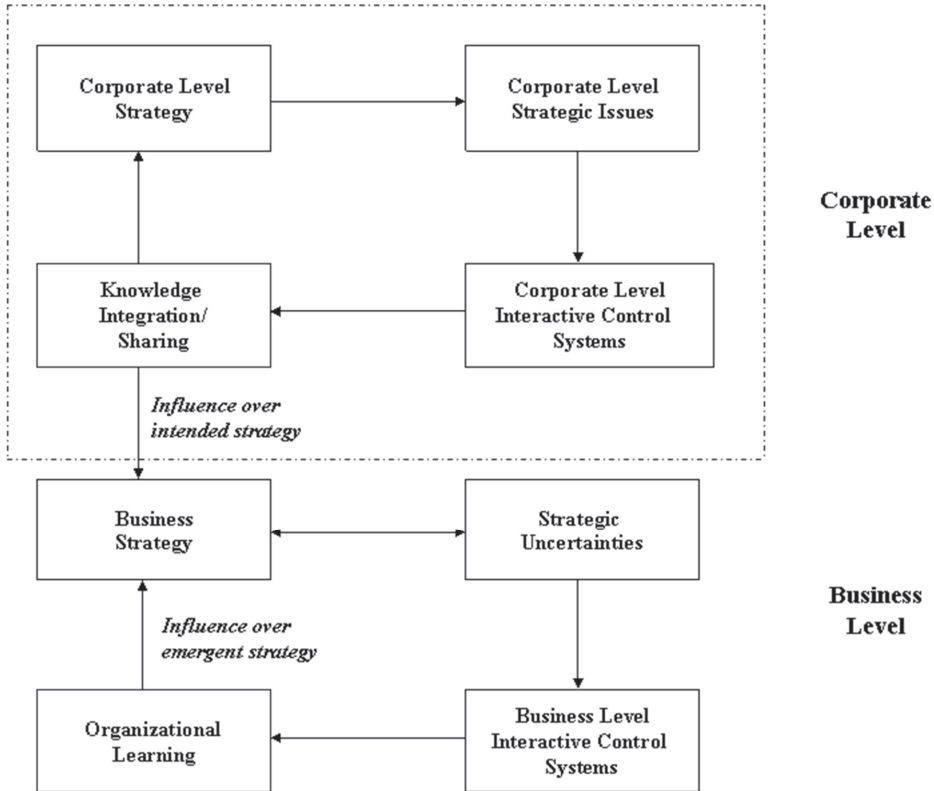 Corporate Level
Strategy
Corporate Level
Strategic Issues
Corporate
Level
Knowledge
Integration/
Sharing
Corporate Level
Interactive Control
Systems
Influence over
intended strategy
Business
Strategy
Strategic
Uncertainties
Business
Level
Influence over
emergent strategy
Organizational
Learning
Business Level
Interactive Control
Systems